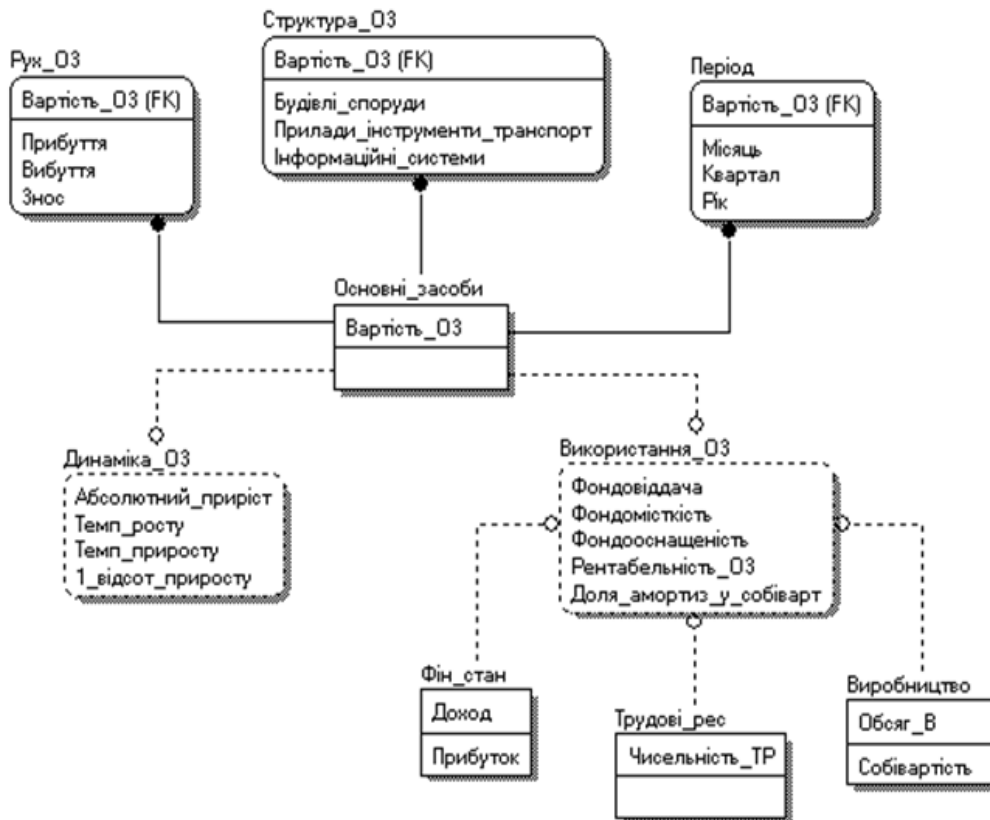 Структура_ОЗ
Вартість_ОЗ (FK)
Будівлі_споруди
Прилади_інструменти_транспорт
Інформаційні_системи
Рух_ОЗ
Вартість_ОЗ (FK)
Прибуття
Вибуття
Знос
Період
Вартість_ОЗ (FK)
Місяць
Квартал
Рік
Основні_засоби
Вартість_ОЗ
Динаміка_ОЗ
Абсолютний_приріст
Темп_росту
Темп_приросту
1_відсот_приросту
Використання_ОЗ
Фондовіддача
Фондомісткість
Фондооснащеність
Рентабельність_ОЗ
Доля_амортиз_у_собіварт
Фін_стан
Доход
Прибуток
Трудові_рес
Чисельність_ТР
Виробництво
Обсяг_В
Собівартість